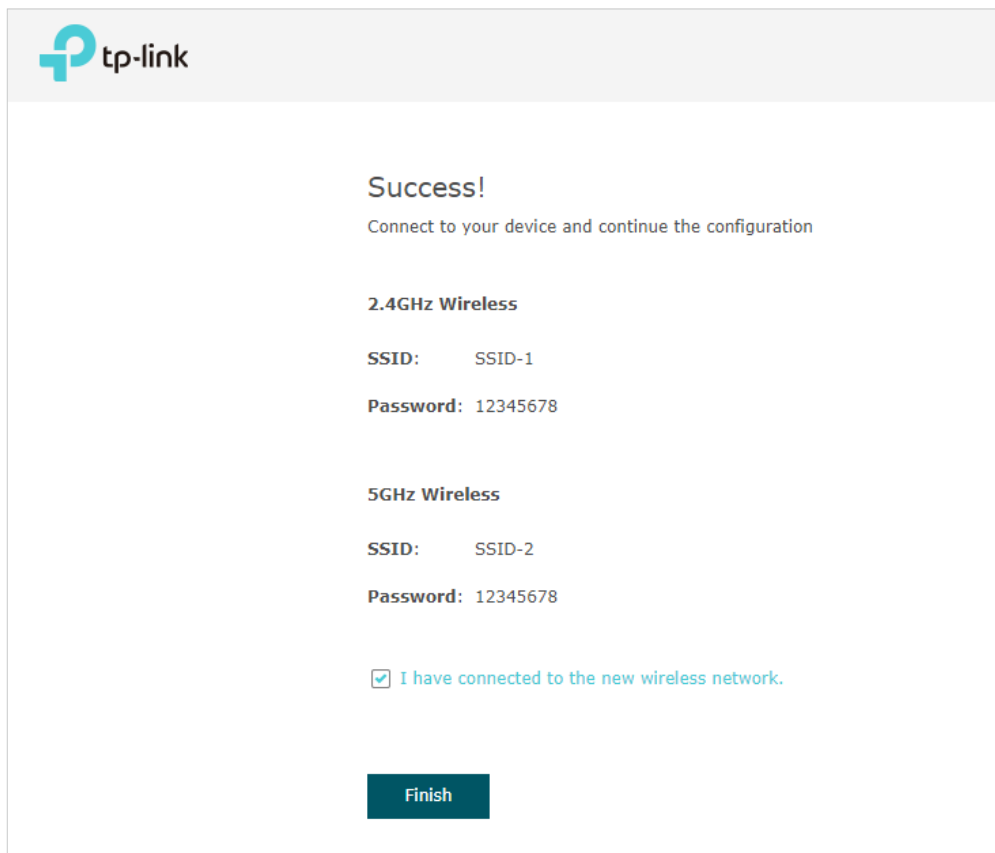 tp-link
Success!
Connect to your device and continue the configuration
2.4GHz Wireless
SSID: SSID-1
Password: 12345678
5GHz Wireless
SSID: SSID-2
Password: 12345678
I have connected to the new wireless network.
Finish